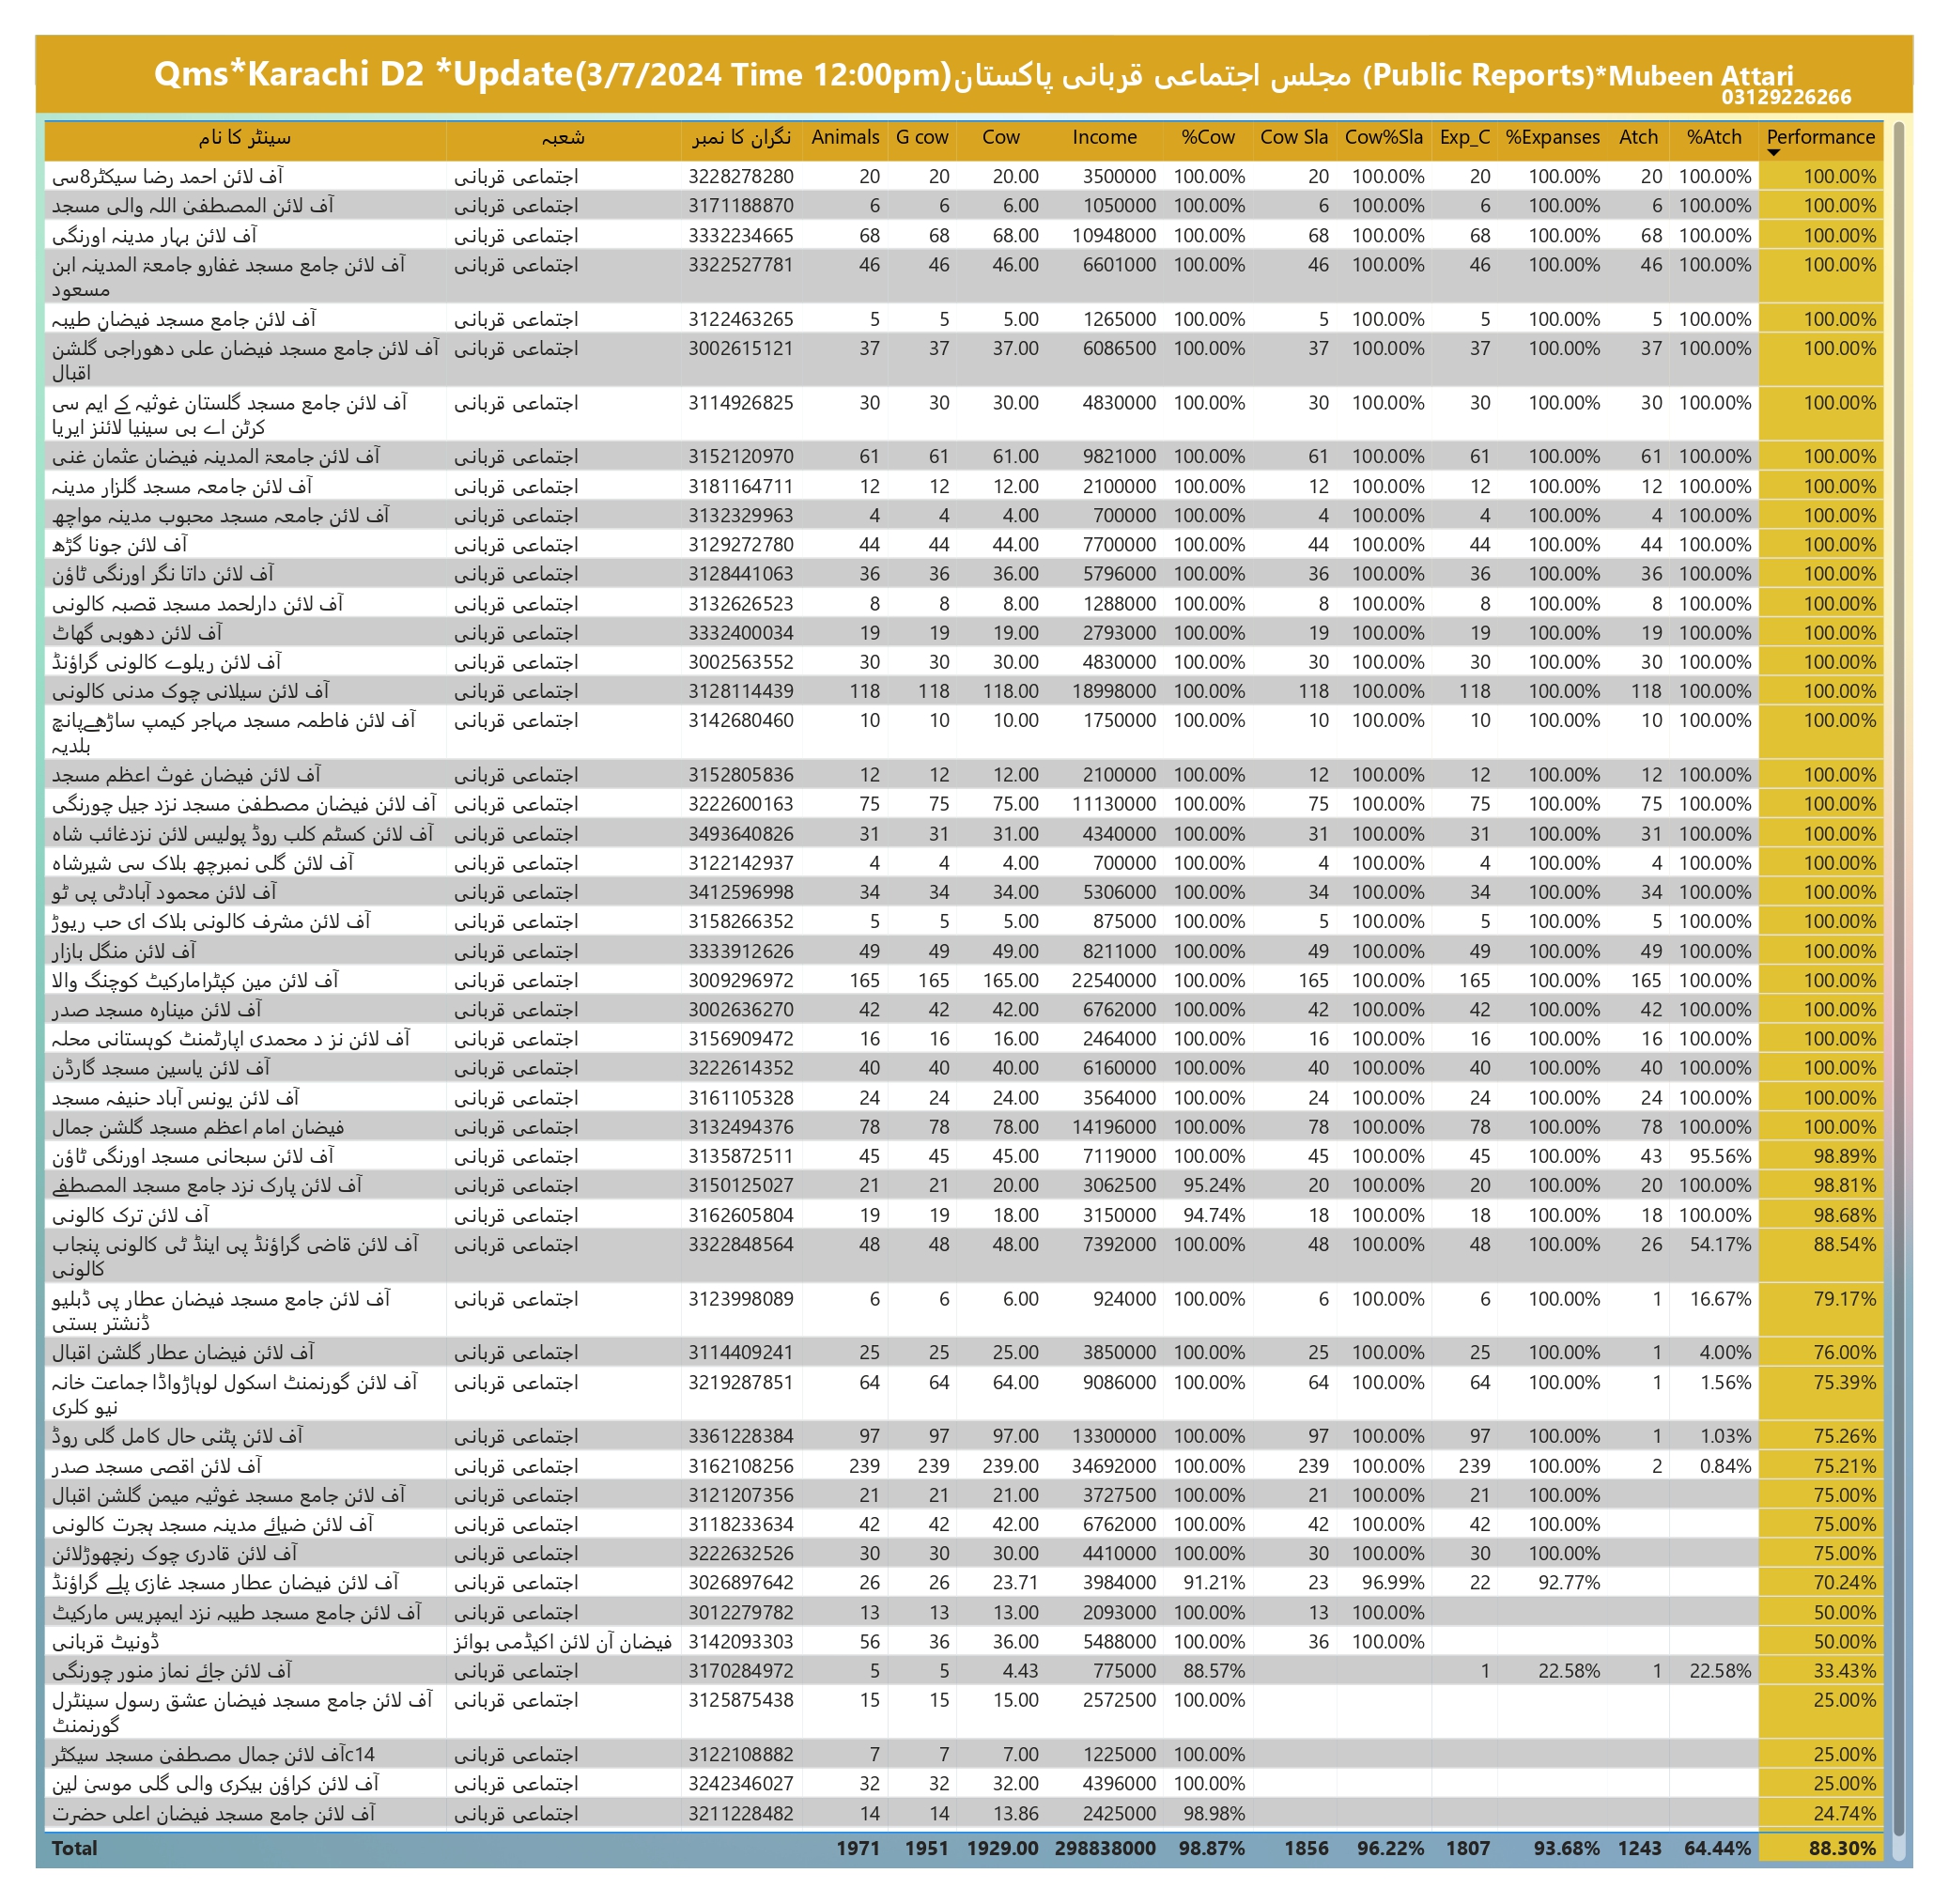 Qms*Karachi D2 *Update(3/7/2024 Time 12:00pm)مجلس اجتماعی قربانی پاکستان (Public Reports)*Mubeen Attari
03129226266
سینٹر کا نام شعبہ نگران کا نمبر Animals G cow Cow Income %Cow Cow Sla Cow%Sla Exp_C %Expanses Atch %Atch Performance
آف لائن احمد رضا سیکٹر8سی اجتماعی قربانی 3228278280 20 20 20.00 3500000 100.00% 20 100.00% 20 100.00% 20 100.00% 100.00%
آف لائن المصطفیٰ اللہ والی مسجد اجتماعی قربانی 3171188870 6 6 6.00 1050000 100.00% 6 100.00% 6 100.00% 6 100.00% 100.00%
آف لائن بہار مدینہ اورنگی اجتماعی قربانی 3332234665 68 68 68.00 10948000 100.00% 68 100.00% 68 100.00% 68 100.00% 100.00%
آف لائن جامع مسجد غفارو جامعۃ المدینہ ابن اجتماعی قربانی 3322527781 46 46 46.00 6601000 100.00% 46 100.00% 46 100.00% 46 100.00% 100.00%
مسعود
آف لائن جامع مسجد فیضانِ طیبہ اجتماعی قربانی 3122463265 5 5 5.00 1265000 100.00% 5 100.00% 5 100.00% 5 100.00% 100.00%
آف لائن جامع مسجد فیضان علی دھوراجی گلشن اجتماعی قربانی 3002615121 37 37 37.00 6086500 100.00% 37 100.00% 37 100.00% 37 100.00% 100.00%
اقبال
آف لائن جامع مسجد گلستان غوثیہ کے ایم سی اجتماعی قربانی 3114926825 30 30 30.00 4830000 100.00% 30 100.00% 30 100.00% 30 100.00% 100.00%
کرٹن اے بی سینیا لائنز ایریا
آف لائن جامعۃ المدینہ فیضان عثمان غنی اجتماعی قربانی 3152120970 61 61 61.00 9821000 100.00% 61 100.00% 61 100.00% 61 100.00% 100.00%
آف لائن جامعہ مسجد گلزار مدینہ اجتماعی قربانی 3181164711 12 12 12.00 2100000 100.00% 12 100.00% 12 100.00% 12 100.00% 100.00%
آف لائن جامعہ مسجد محبوب مدینہ مواچھ اجتماعی قربانی 3132329963 4 4 4.00 700000 100.00% 4 100.00% 4 100.00% 4 100.00% 100.00%
آف لائن جونا گڑھ اجتماعی قربانی 3129272780 44 44 44.00 7700000 100.00% 44 100.00% 44 100.00% 44 100.00% 100.00%
آف لائن داتا نگر اورنگی ٹاؤن اجتماعی قربانی 3128441063 36 36 36.00 5796000 100.00% 36 100.00% 36 100.00% 36 100.00% 100.00%
آف لائن دارلحمد مسجد قصبہ کالونی اجتماعی قربانی 3132626523 8 8 8.00 1288000 100.00% 8 100.00% 8 100.00% 8 100.00% 100.00%
آف لائن دھوبی گھاٹ اجتماعی قربانی 3332400034 19 19 19.00 2793000 100.00% 19 100.00% 19 100.00% 19 100.00% 100.00%
آف لائن ریلوے کالونی گراؤنڈ اجتماعی قربانی 3002563552 30 30 30.00 4830000 100.00% 30 100.00% 30 100.00% 30 100.00% 100.00%
آف لائن سیلانی چوک مدنی کالونی اجتماعی قربانی 3128114439 118 118 118.00 18998000 100.00% 118 100.00% 118 100.00% 118 100.00% 100.00%
آف لائن فاطمہ مسجد مہاجر کیمپ ساڑھےپانچ اجتماعی قربانی 3142680460 10 10 10.00 1750000 100.00% 10 100.00% 10 100.00% 10 100.00% 100.00%
بلدیہ
آف لائن فیضان غوث اعظم مسجد اجتماعی قربانی 3152805836 12 12 12.00 2100000 100.00% 12 100.00% 12 100.00% 12 100.00% 100.00%
آف لائن فیضان مصطفیٰ مسجد نزد جیل چورنگی اجتماعی قربانی 3222600163 75 75 75.00 11130000 100.00% 75 100.00% 75 100.00% 75 100.00% 100.00%
آف لائن کسٹم کلب روڈ پولیس لائن نزدغائب شاہ اجتماعی قربانی 3493640826 31 31 31.00 4340000 100.00% 31 100.00% 31 100.00% 31 100.00% 100.00%
آف لائن گلی نمبرچھ بلاک سی شیرشاہ اجتماعی قربانی 3122142937 4 4 4.00 700000 100.00% 4 100.00% 4 100.00% 4 100.00% 100.00%
آف لائن محمود آبادٹی پی ٹو اجتماعی قربانی 3412596998 34 34 34.00 5306000 100.00% 34 100.00% 34 100.00% 34 100.00% 100.00%
آف لائن مشرف کالونی بلاک ای حب ریوڑ اجتماعی قربانی 3158266352 5 5 5.00 875000 100.00% 5 100.00% 5 100.00% 5 100.00% 100.00%
آف لائن منگل بازار اجتماعی قربانی 3333912626 49 49 49.00 8211000 100.00% 49 100.00% 49 100.00% 49 100.00% 100.00%
آف لائن مین کپٹرامارکیٹ کوچنگ والا اجتماعی قربانی 3009296972 165 165 165.00 22540000 100.00% 165 100.00% 165 100.00% 165 100.00% 100.00%
آف لائن مینارہ مسجد صدر اجتماعی قربانی 3002636270 42 42 42.00 6762000 100.00% 42 100.00% 42 100.00% 42 100.00% 100.00%
آف لائن نز د محمدی اپارٹمنٹ کوہستانی محلہ اجتماعی قربانی 3156909472 16 16 16.00 2464000 100.00% 16 100.00% 16 100.00% 16 100.00% 100.00%
آف لائن یاسین مسجد گارڈن اجتماعی قربانی 3222614352 40 40 40.00 6160000 100.00% 40 100.00% 40 100.00% 40 100.00% 100.00%
آف لائن یونس آباد حنیفہ مسجد اجتماعی قربانی 3161105328 24 24 24.00 3564000 100.00% 24 100.00% 24 100.00% 24 100.00% 100.00%
فیضان امام اعظم مسجد گلشن جمال اجتماعی قربانی 3132494376 78 78 78.00 14196000 100.00% 78 100.00% 78 100.00% 78 100.00% 100.00%
آف لائن سبحانی مسجد اورنگی ٹاؤن اجتماعی قربانی 3135872511 45 45 45.00 7119000 100.00% 45 100.00% 45 100.00% 43 95.56% 98.89%
آف لائن پارک نزد جامع مسجد المصطفے اجتماعی قربانی 3150125027 21 21 20.00 3062500 95.24% 20 100.00% 20 100.00% 20 100.00% 98.81%
آف لائن ترک کالونی اجتماعی قربانی 3162605804 19 19 18.00 3150000 94.74% 18 100.00% 18 100.00% 18 100.00% 98.68%
آف لائن قاضی گراؤنڈ پی اینڈ ٹی کالونی پنجاب اجتماعی قربانی 3322848564 48 48 48.00 7392000 100.00% 48 100.00% 48 100.00% 26 54.17% 88.54%
کالونی
آف لائن جامع مسجد فیضان عطار پی ڈبلیو اجتماعی قربانی 3123998089 6 6 6.00 924000 100.00% 6 100.00% 6 100.00% 1 16.67% 79.17%
ڈنشتر بستی
آف لائن فیضان عطار گلشن اقبال اجتماعی قربانی 3114409241 25 25 25.00 3850000 100.00% 25 100.00% 25 100.00% 1 4.00% 76.00%
آف لائن گورنمنٹ اسکول لوہاڑواڈا جماعت خانہ اجتماعی قربانی 3219287851 64 64 64.00 9086000 100.00% 64 100.00% 64 100.00% 1 1.56% 75.39%
نیو کلری
آف لائن پٹنی حال کامل گلی روڈ اجتماعی قربانی 3361228384 97 97 97.00 13300000 100.00% 97 100.00% 97 100.00% 1 1.03% 75.26%
آف لائن اقصی مسجد صدر اجتماعی قربانی 3162108256 239 239 239.00 34692000 100.00% 239 100.00% 239 100.00% 2 0.84% 75.21%
آف لائن جامع مسجد غوثیہ میمن گلشن اقبال اجتماعی قربانی 3121207356 21 21 21.00 3727500 100.00% 21 100.00% 21 100.00% 75.00%
آف لائن ضیائے مدینہ مسجد ہجرت کالونی اجتماعی قربانی 3118233634 42 42 42.00 6762000 100.00% 42 100.00% 42 100.00% 75.00%
آف لائن قادری چوک رنچھوڑلائن اجتماعی قربانی 3222632526 30 30 30.00 4410000 100.00% 30 100.00% 30 100.00% 75.00%
آف لائن فیضان عطار مسجد غازی پلے گراؤنڈ اجتماعی قربانی 3026897642 26 26 23.71 3984000 91.21% 23 96.99% 22 92.77% 70.24%
آف لائن جامع مسجد طیبہ نزد ایمپریس مارکیٹ اجتماعی قربانی 3012279782 13 13 13.00 2093000 100.00% 13 100.00% 50.00%
ڈونیٹ قربانی فیضان آن لائن اکیڈمی بوائز 3142093303 56 36 36.00 5488000 100.00% 36 100.00% 50.00%
آف لائن جائے نماز منور چورنگی اجتماعی قربانی 3170284972 5 5 4.43 775000 88.57% 1 22.58% 1 22.58% 33.43%
آف لائن جامع مسجد فیضان عشق رسول سینٹرل اجتماعی قربانی 3125875438 15 15 15.00 2572500 100.00% 25.00%
گورنمنٹ
آف لائن جمال مصطفیٰ مسجد سیکٹرc14 اجتماعی قربانی 3122108882 7 7 7.00 1225000 100.00% 25.00%
آف لائن کراؤن بیکری والی گلی موسیٰ لین اجتماعی قربانی 3242346027 32 32 32.00 4396000 100.00% 25.00%
آف لائن جامع مسجد فیضان اعلی حضرت اجتماعی قربانی 3211228482 14 14 13.86 2425000 98.98% 24.74%
Total 1971 1951 1929.00 298838000 98.87% 1856 96.22% 1807 93.68% 1243 64.44% 88.30%